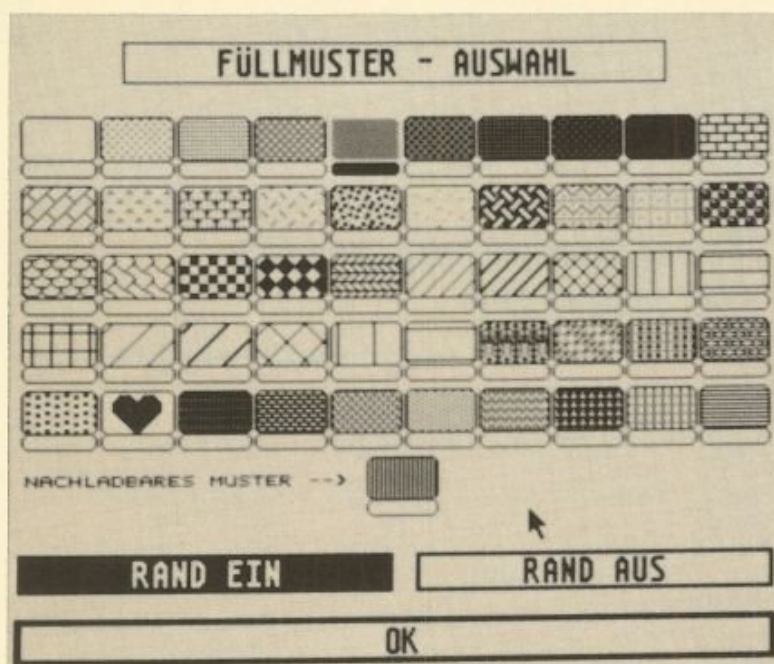 FÜLLMUSTER - AUSWAHL
NACHLADBARES MUSTER -->
RAND EIN
RAND AUS
OK